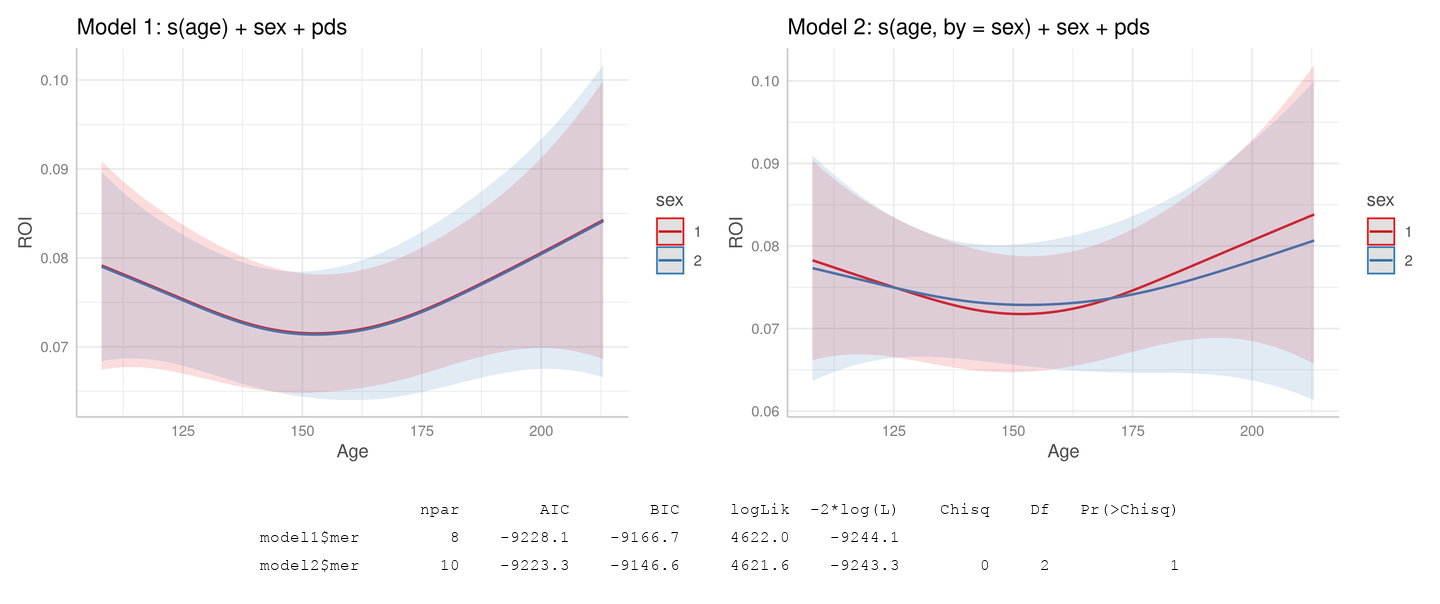 Model 1: s(age) + sex + pds
0.10
0.09
0.08
0.07
ROI
125 150 175 200
Age
sex
1
2
Model 2: s(age, by = sex) + sex + pds
0.10
0.09
0.08
0.07
0.06
ROI
125 150 175 200
Age
sex
1
2
npar AIC BIC logLik -2*log(L) Chisq Df Pr(>Chisq)
model1$mer 8 -9228.1 -9166.7 4622.0 -9244.1
model2$mer 10 -9223.3 -9146.6 4621.6 -9243.3 0 2 1